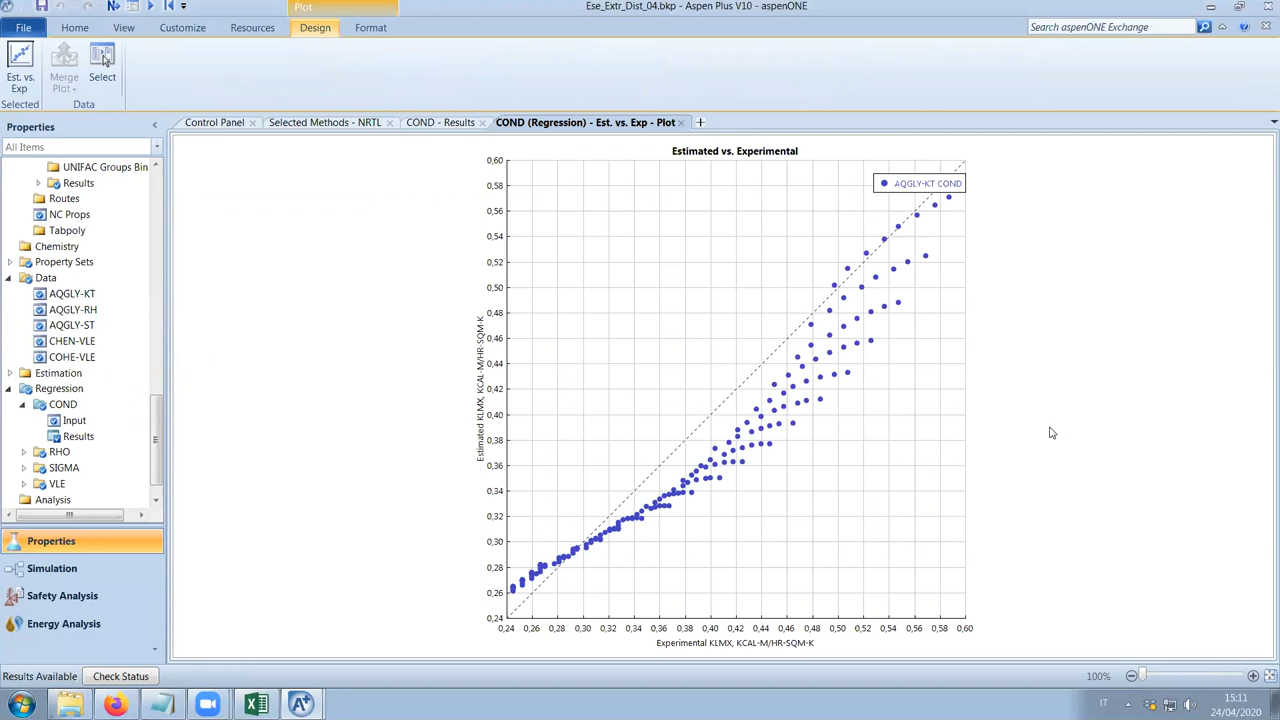 Plot
Ese_Extr_Dist_04.bkp - Aspen Plus V10 - aspenONE
File
Home
View
Customize
Resources
Design
Format
Search aspenONE Exchange
Est. vs. Exp
Merge Plot
Select
Selected
Data
Properties
All Items
Control Panel
Selected Methods - NRTL
COND - Results
COND (Regression) - Est. vs. Exp - Plot
UNIFAC Groups Bin
Results
Routes
NC Props
Tabpoly
Chemistry
Property Sets
Data
AQGLY-KT
AQGLY-RH
AQGLY-ST
CHEN-VLE
COHE-VLE
Estimation
Regression
COND
Input
Results
RHO
SIGMA
VLE
Analysis
Properties
Simulation
Safety Analysis
Energy Analysis
Estimated vs. Experimental
AQGLY-KT COND
Estimated KLMX, KCAL-M/HR-SQM-K
0,60
0,58
0,56
0,54
0,52
0,50
0,48
0,46
0,44
0,42
0,40
0,38
0,36
0,34
0,32
0,30
0,28
0,26
0,24
0,24 0,26 0,28 0,30 0,32 0,34 0,36 0,38 0,40 0,42 0,44 0,46 0,48 0,50 0,52 0,54 0,56 0,58 0,60
Experimental KLMX, KCAL-M/HR-SQM-K
Results Available
Check Status
100%
IT
15:11
24/04/2020